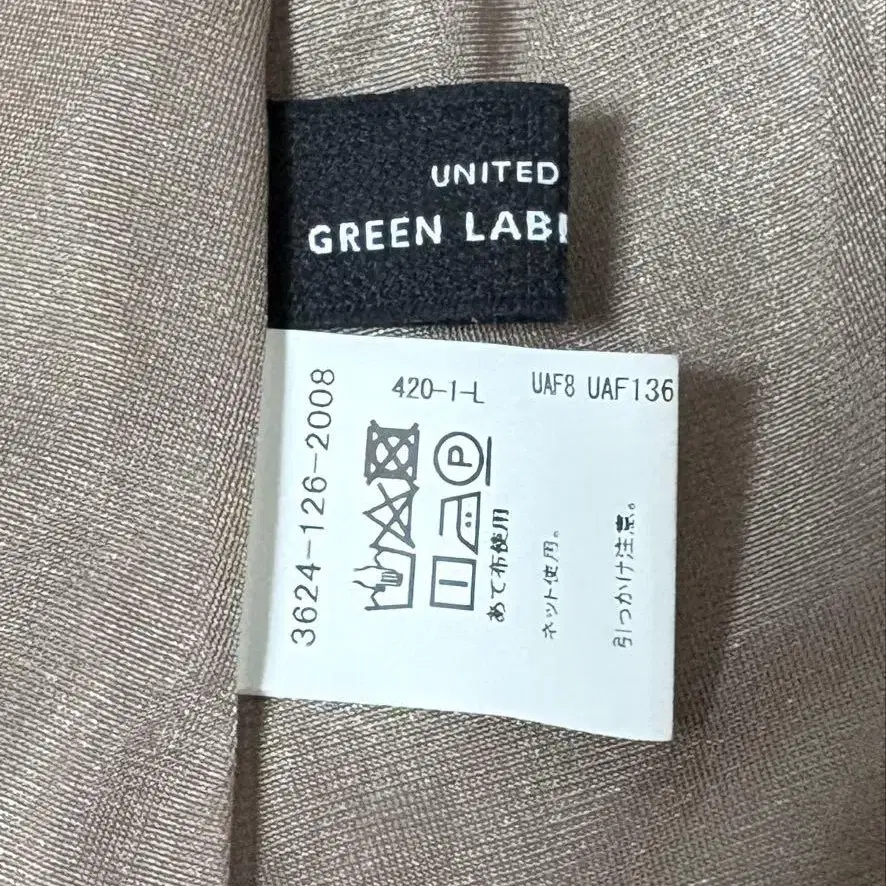 UNITED
GREEN LABE
420-1-L UAF8 UAF136
3624-126-2008
P
あて布使用
ネット使用。
引っかけ注意。